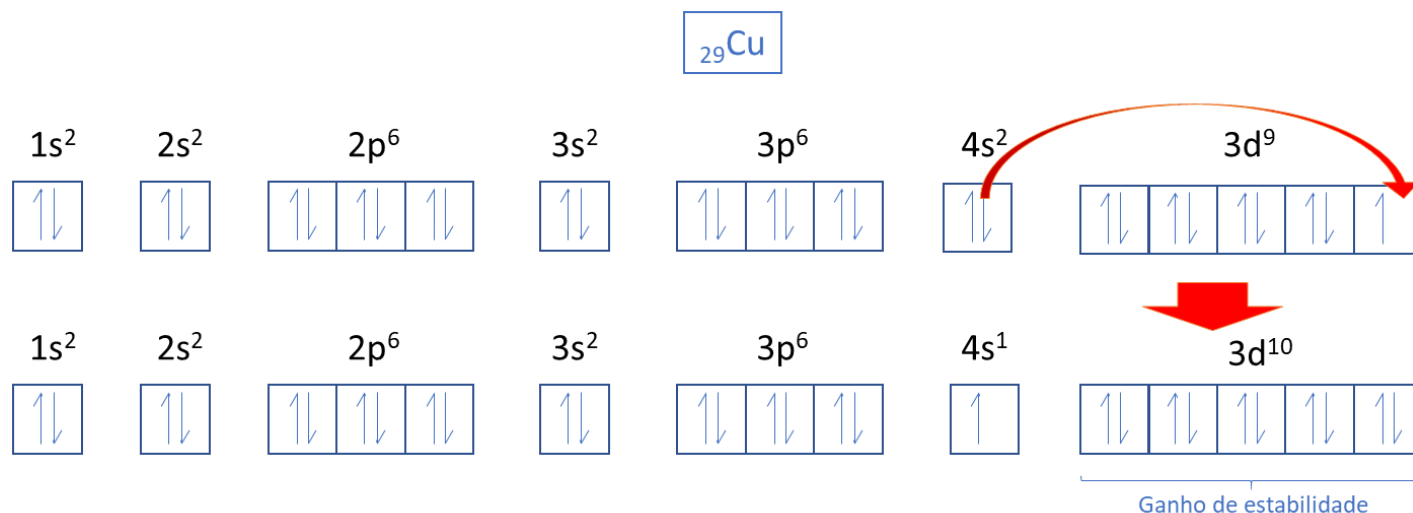 ₂₉Cu
1s² 2s² 2p⁶ 3s² 3p⁶ 4s² 3d⁹
1s² 2s² 2p⁶ 3s² 3p⁶ 4s¹ 3d¹⁰
Ganho de estabilidade